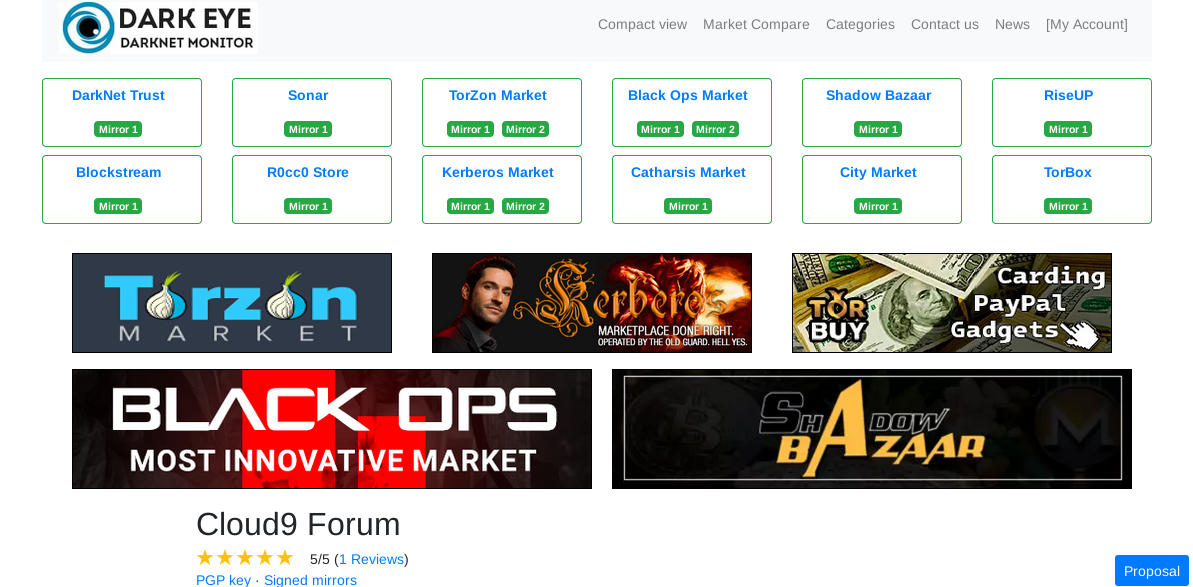 DARK EYE
DARKNET MONITOR
Compact view Market Compare Categories Contact us News [My Account]
DarkNet Trust Sonar TorZon Market Black Ops Market Shadow Bazaar RiseUP
Mirror 1 Mirror 1 Mirror 1 Mirror 2 Mirror 1 Mirror 2 Mirror 1 Mirror 1
Blockstream R0cc0 Store Kerberos Market Catharsis Market City Market TorBox
Mirror 1 Mirror 1 Mirror 1 Mirror 2 Mirror 1 Mirror 1 Mirror 1
Torzon
MARKET
Kerberos
MARKETPLACE DONE RIGHT.
OPERATED BY THE OLD GUARD. HELL YES.
TOR
BUY
Carding
PayPal
Gadgets
BLACK OPS
MOST INNOVATIVE MARKET
SHADOW
BAZAAR
Cloud9 Forum
5/5 (1 Reviews)
PGP key · Signed mirrors
Proposal